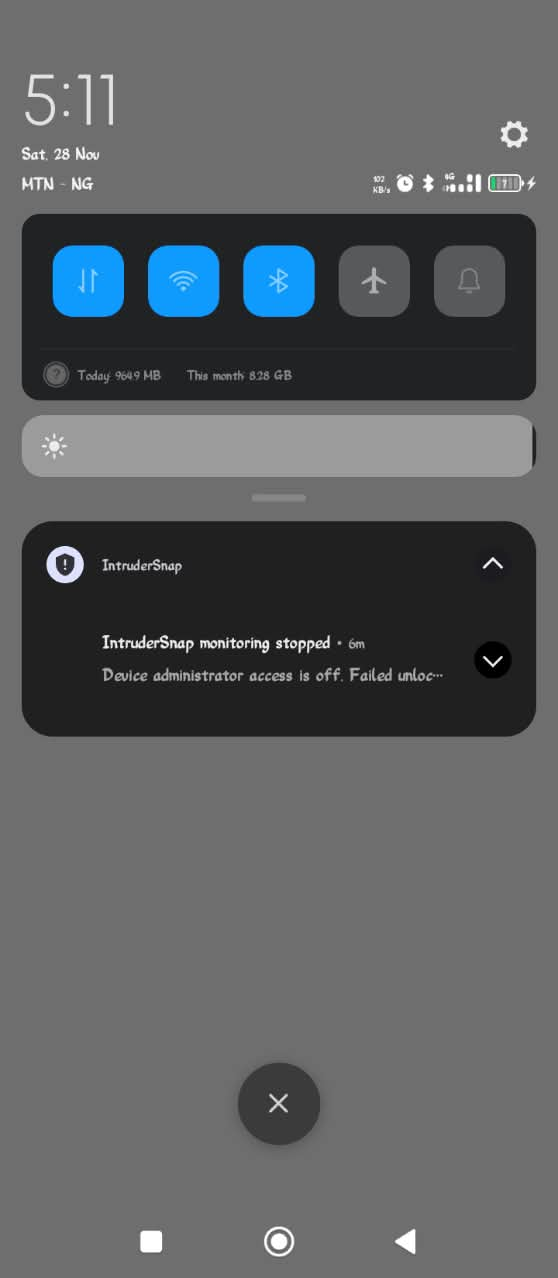 5:11
Sat, 28 Nov
MTN - NG
102
KB/s
4G
Today: 964.9 MB This month: 8.28 GB
IntruderSnap
IntruderSnap monitoring stopped • 6m
Device administrator access is off. Failed unloc...